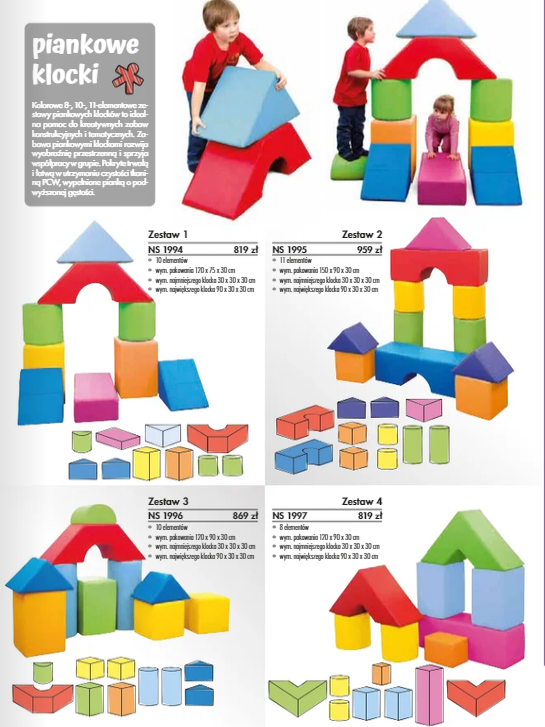 piankowe
klocki
Kolorowe 8-, 10-, 11-elementowe ze-
stawy piankowych klocków to ideal-
na pomoc do kreatywnych zabaw
konstrukcyjnych i tematycznych. Za-
bawa piankowymi klockami rozwija
wyobraźnię przestrzenną i sprzyja
współpracy w grupie. Pokryte trwałą
i łatwą w utrzymaniu czystości tkani-
ną PCW, wypełnione pianką o pod-
wyższonej gęstości.
Zestaw 1
NS 1994 819 zł
10 elementów
wym. pakowania 120 x 75 x 30 cm
wym. najmniejszego klocka 30 x 30 x 30 cm
wym. największego klocka 90 x 30 x 30 cm
Zestaw 2
NS 1995 959 zł
11 elementów
wym. pakowania 150 x 90 x 30 cm
wym. najmniejszego klocka 30 x 30 x 30 cm
wym. największego klocka 90 x 30 x 30 cm
Zestaw 3
NS 1996 869 zł
10 elementów
wym. pakowania 120 x 90 x 30 cm
wym. najmniejszego klocka 30 x 30 x 30 cm
wym. największego klocka 90 x 30 x 30 cm
Zestaw 4
NS 1997 819 zł
8 elementów
wym. pakowania 120 x 90 x 30 cm
wym. najmniejszego klocka 30 x 30 x 30 cm
wym. największego klocka 90 x 30 x 30 cm